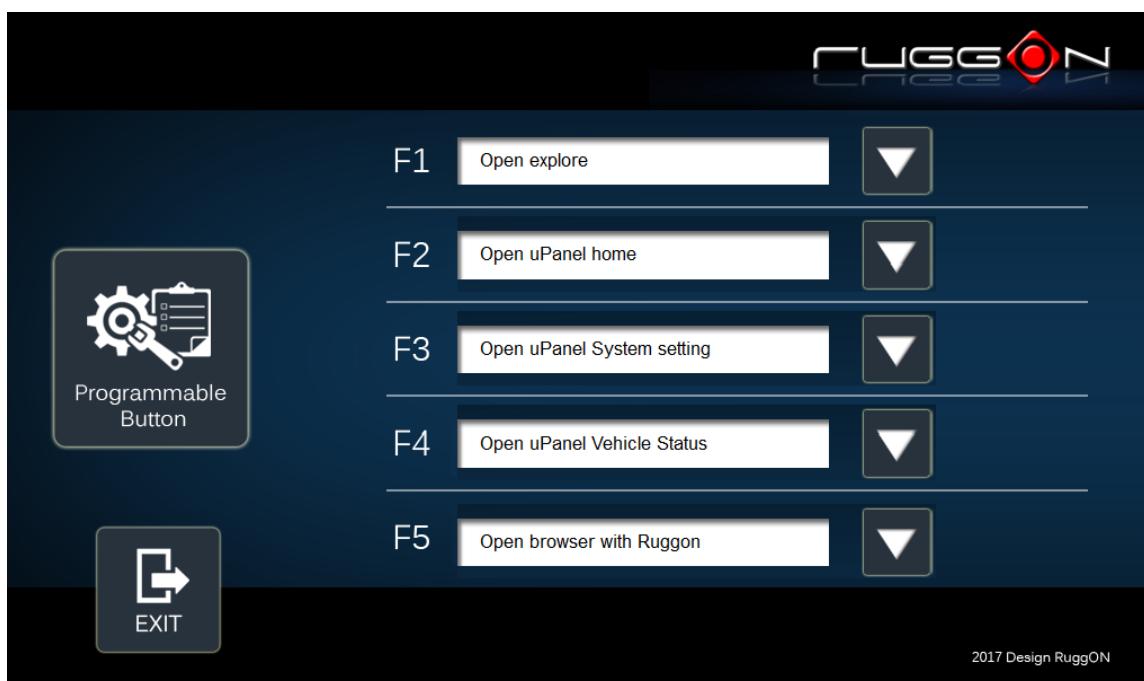 ruggON
F1 Open explore
F2 Open uPanel home
F3 Open uPanel System setting
Programmable
Button
F4 Open uPanel Vehicle Status
F5 Open browser with Ruggon
EXIT
2017 Design RuggON